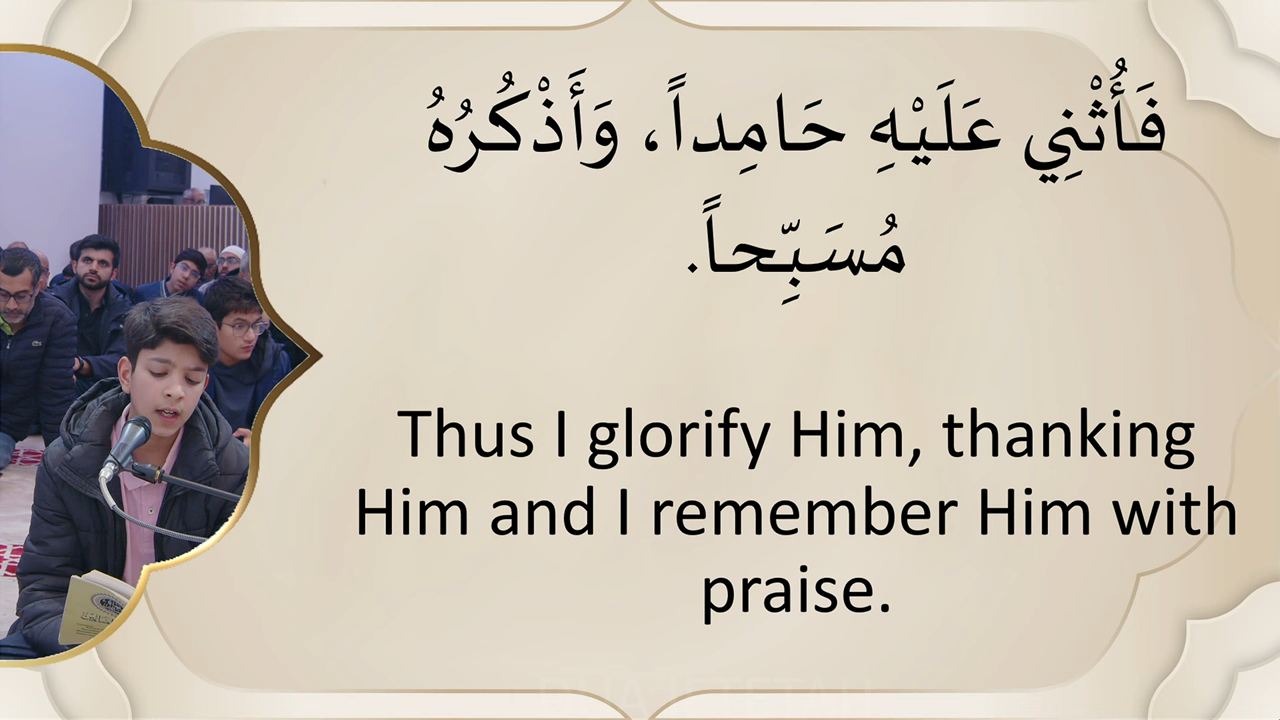 فَأُثْنِي عَلَيْهِ حَامِداً، وَأَذْكُرُهُ
مُسَبِّحاً.
Thus I glorify Him, thanking
Him and I remember Him with
praise.